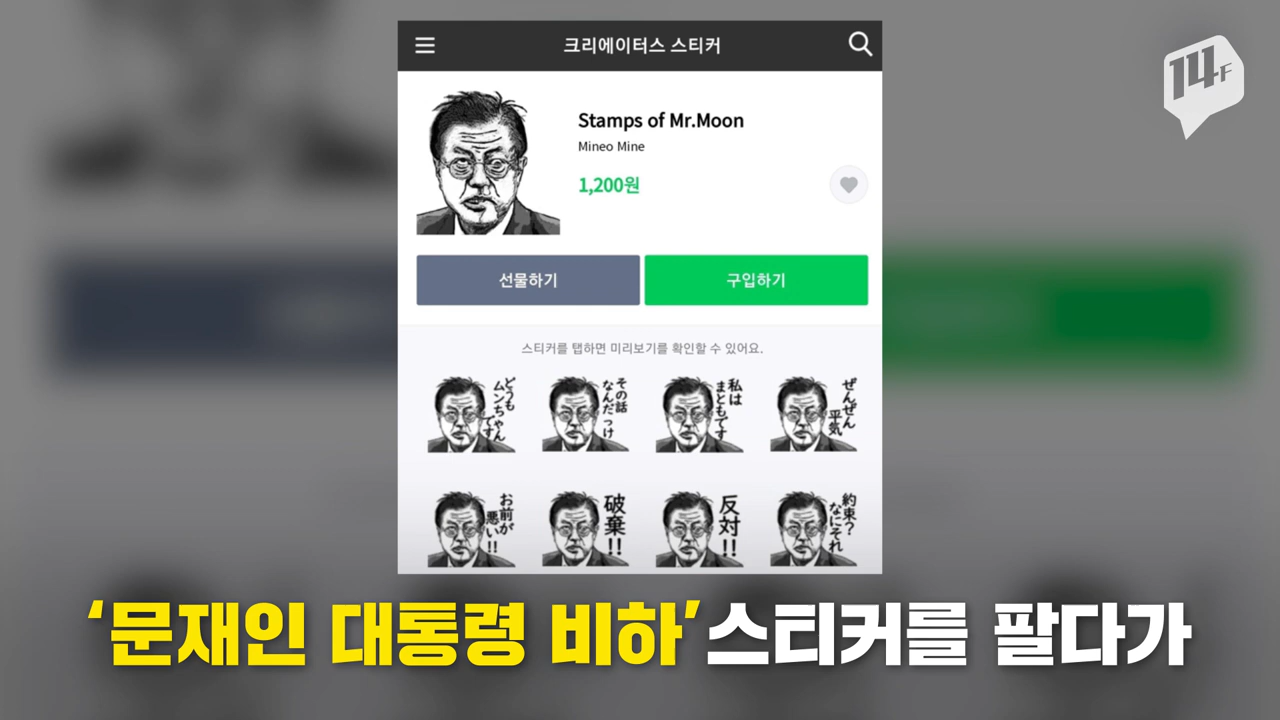 크리에이터스 스티커
14F
Stamps of Mr.Moon
Mineo Mine
1,200원
선물하기
구입하기
스티커를 탭하면 미리보기를 확인할 수 있어요.
どうも
ムンちゃん
です
その話
なんだっけ
私は
まともです
ぜんぜん
平気
お前が
悪い!!
破棄!!
反対!!
約束?
なにそれ
‘문재인 대통령 비하’스티커를 팔다가